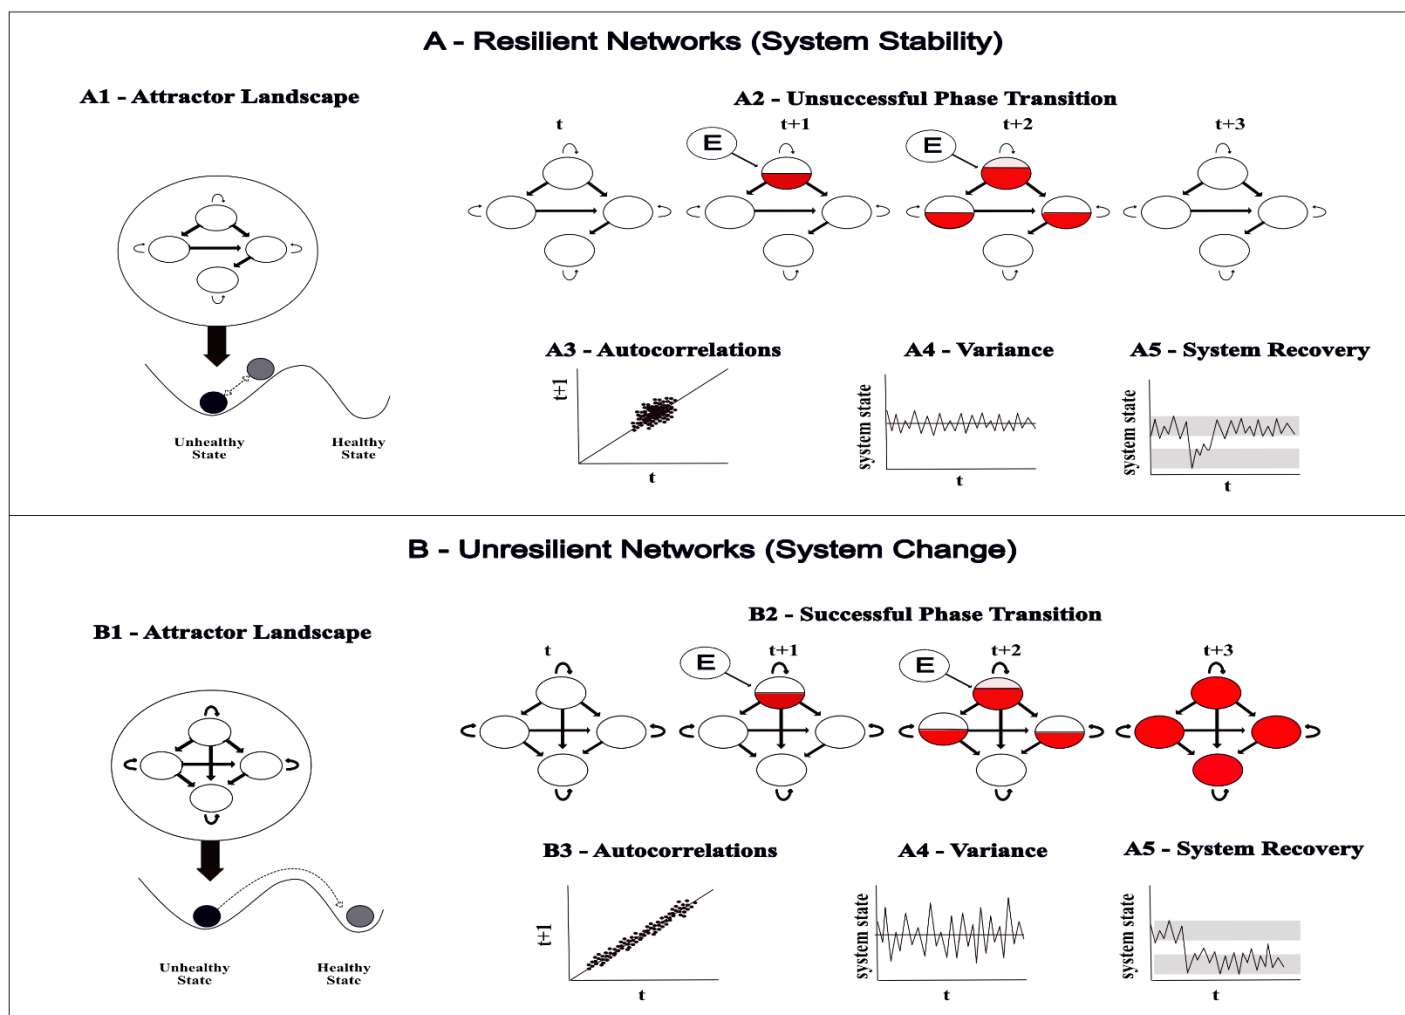 A - Resilient Networks (System Stability)
A1 - Attractor Landscape
A2 - Unsuccessful Phase Transition
t
t+1
t+2
t+3
E
E
Unhealthy
State
Healthy
State
A3 - Autocorrelations
t+1
t
A4 - Variance
system state
t
A5 - System Recovery
system state
t
B - Unresilient Networks (System Change)
B1 - Attractor Landscape
B2 - Successful Phase Transition
t
t+1
t+2
t+3
E
E
Unhealthy
State
Healthy
State
B3 - Autocorrelations
t+1
t
A4 - Variance
system state
t
A5 - System Recovery
system state
t